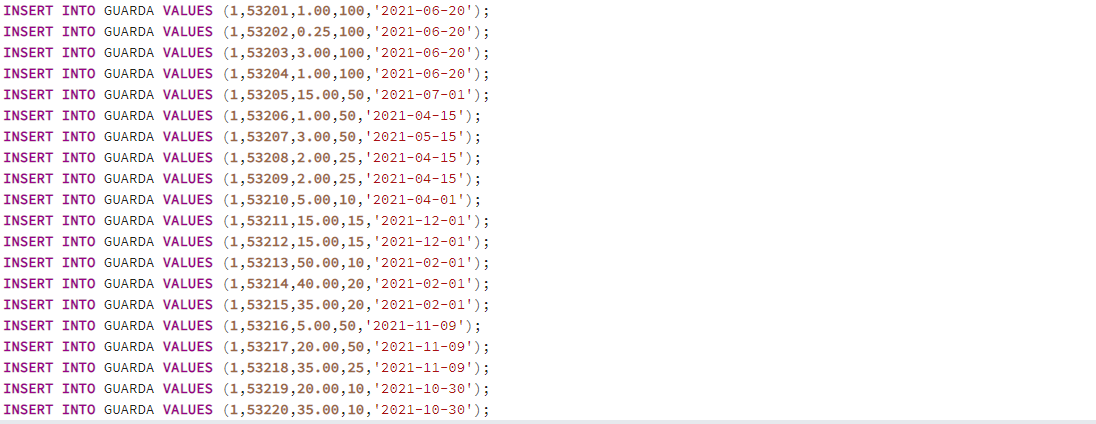 INSERT INTO GUARDA VALUES (1,53201,1.00,100,'2021-06-20');
INSERT INTO GUARDA VALUES (1,53202,0.25,100,'2021-06-20');
INSERT INTO GUARDA VALUES (1,53203,3.00,100,'2021-06-20');
INSERT INTO GUARDA VALUES (1,53204,1.00,100,'2021-06-20');
INSERT INTO GUARDA VALUES (1,53205,15.00,50,'2021-07-01');
INSERT INTO GUARDA VALUES (1,53206,1.00,50,'2021-04-15');
INSERT INTO GUARDA VALUES (1,53207,3.00,50,'2021-05-15');
INSERT INTO GUARDA VALUES (1,53208,2.00,25,'2021-04-15');
INSERT INTO GUARDA VALUES (1,53209,2.00,25,'2021-04-15');
INSERT INTO GUARDA VALUES (1,53210,5.00,10,'2021-04-01');
INSERT INTO GUARDA VALUES (1,53211,15.00,15,'2021-12-01');
INSERT INTO GUARDA VALUES (1,53212,15.00,15,'2021-12-01');
INSERT INTO GUARDA VALUES (1,53213,50.00,10,'2021-02-01');
INSERT INTO GUARDA VALUES (1,53214,40.00,20,'2021-02-01');
INSERT INTO GUARDA VALUES (1,53215,35.00,20,'2021-02-01');
INSERT INTO GUARDA VALUES (1,53216,5.00,50,'2021-11-09');
INSERT INTO GUARDA VALUES (1,53217,20.00,50,'2021-11-09');
INSERT INTO GUARDA VALUES (1,53218,35.00,25,'2021-11-09');
INSERT INTO GUARDA VALUES (1,53219,20.00,10,'2021-10-30');
INSERT INTO GUARDA VALUES (1,53220,35.00,10,'2021-10-30');